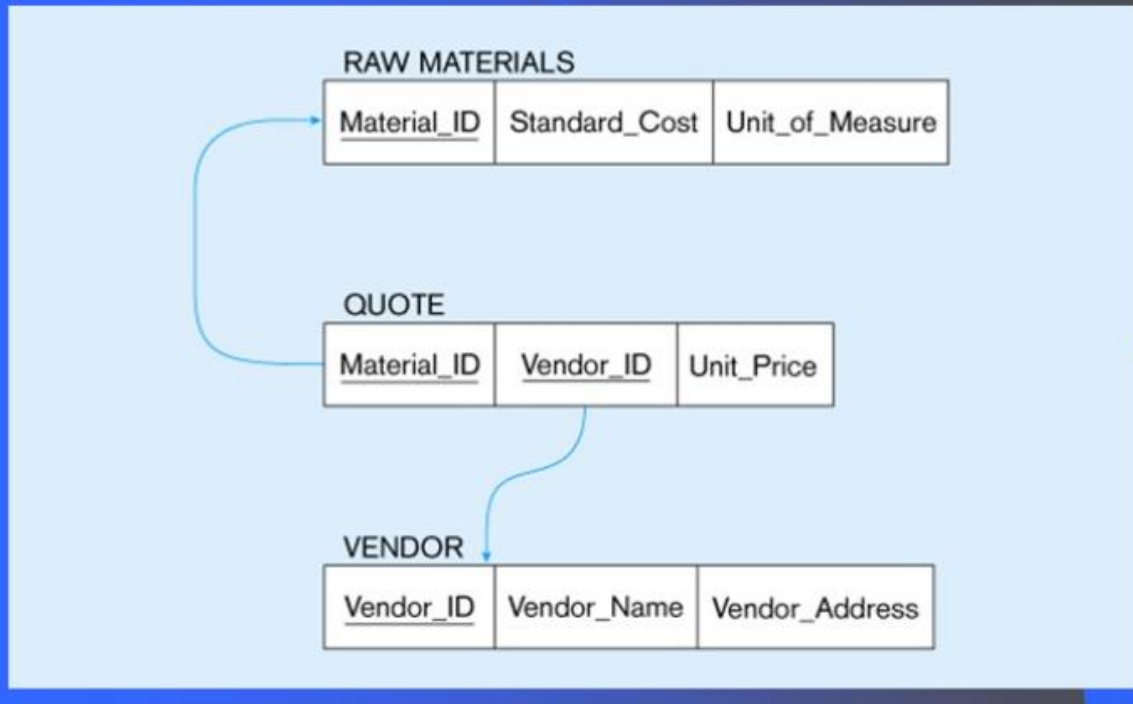 RAW MATERIALS
Material_ID Standard_Cost Unit_of_Measure
QUOTE
Material_ID Vendor_ID Unit_Price
VENDOR
Vendor_ID Vendor_Name Vendor_Address